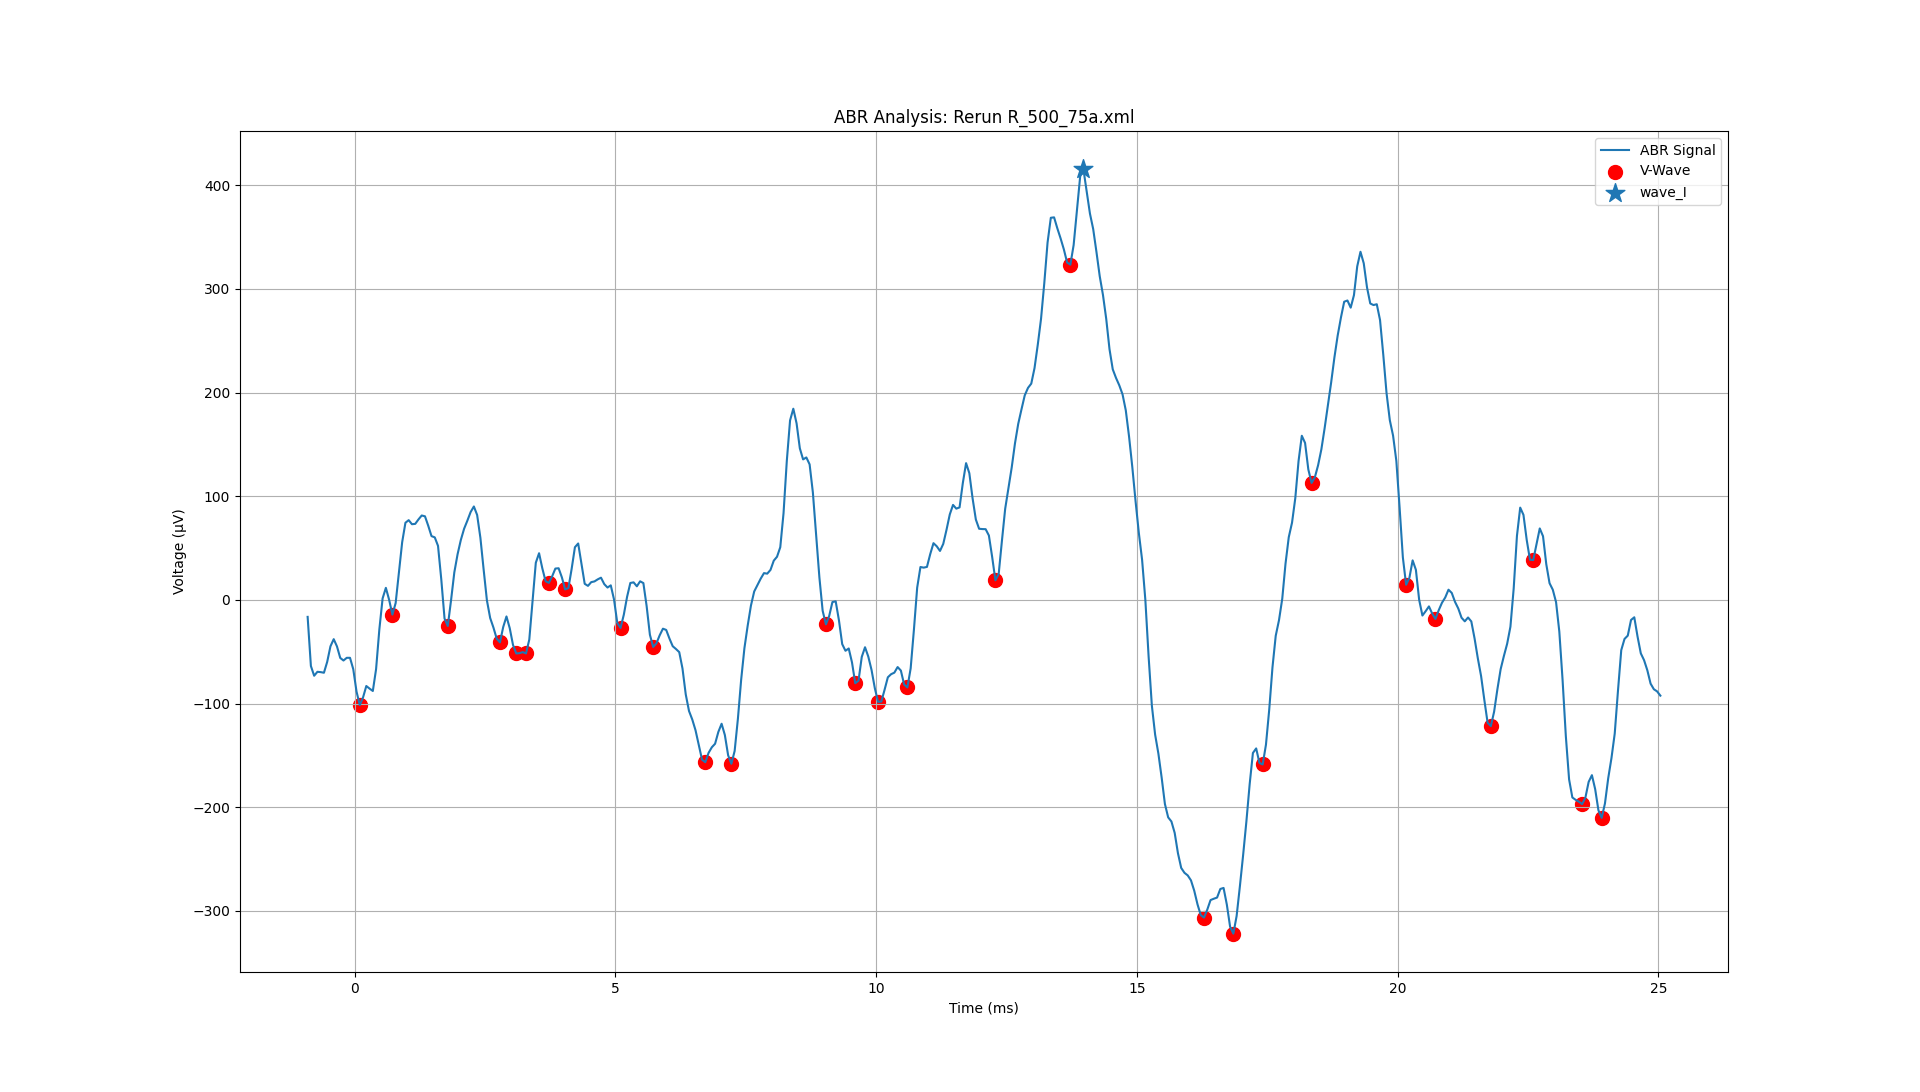 ABR Analysis: Rerun R_500_75a.xml
ABR Signal
V-Wave
wave_I
Voltage (µV)
400
300
200
100
0
−100
−200
−300
0 5 10 15 20 25
Time (ms)